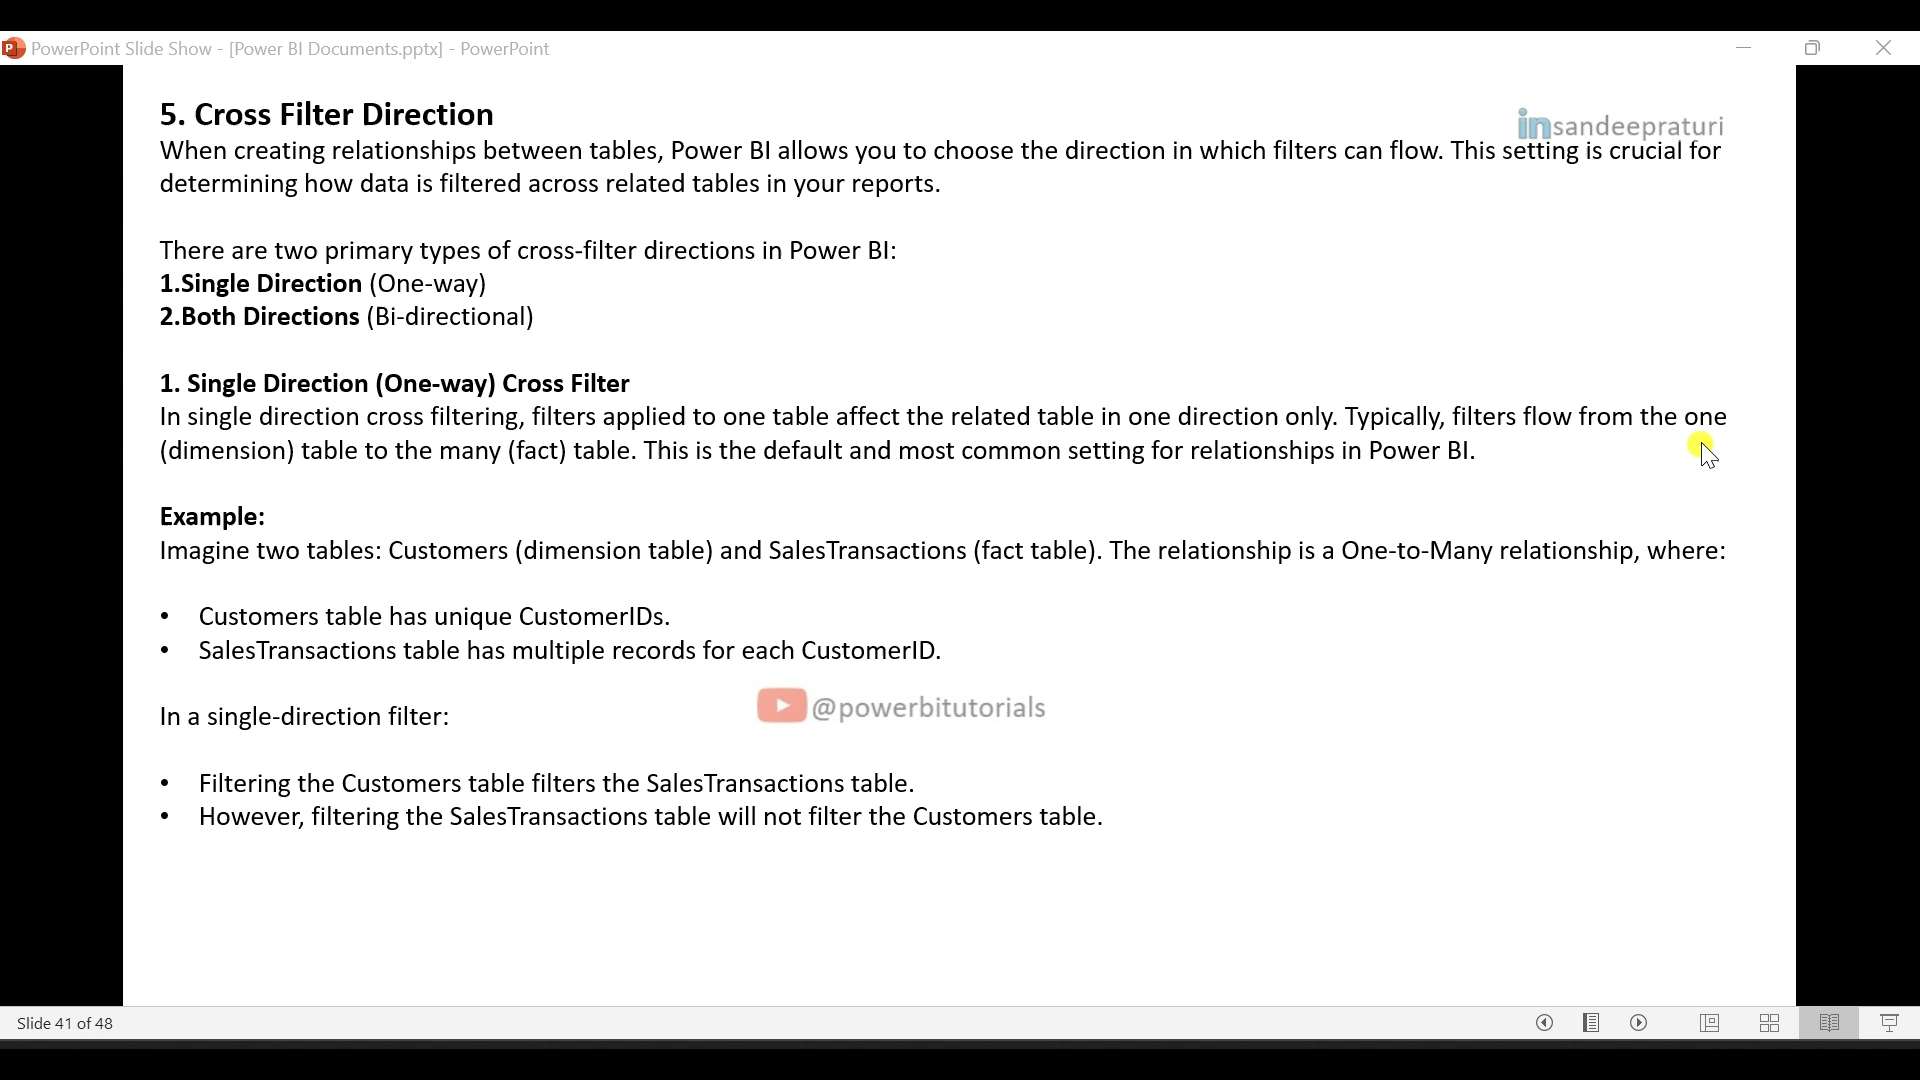 PowerPoint Slide Show - [Power BI Documents.pptx] - PowerPoint
5. Cross Filter Direction
insandeepraturi
When creating relationships between tables, Power BI allows you to choose the direction in which filters can flow. This setting is crucial for
determining how data is filtered across related tables in your reports.
There are two primary types of cross-filter directions in Power BI:
1.Single Direction (One-way)
2.Both Directions (Bi-directional)
1. Single Direction (One-way) Cross Filter
In single direction cross filtering, filters applied to one table affect the related table in one direction only. Typically, filters flow from the one
(dimension) table to the many (fact) table. This is the default and most common setting for relationships in Power BI.
Example:
Imagine two tables: Customers (dimension table) and SalesTransactions (fact table). The relationship is a One-to-Many relationship, where:
• Customers table has unique CustomerIDs.
• SalesTransactions table has multiple records for each CustomerID.
@powerbitutorials
In a single-direction filter:
• Filtering the Customers table filters the SalesTransactions table.
• However, filtering the SalesTransactions table will not filter the Customers table.
Slide 41 of 48